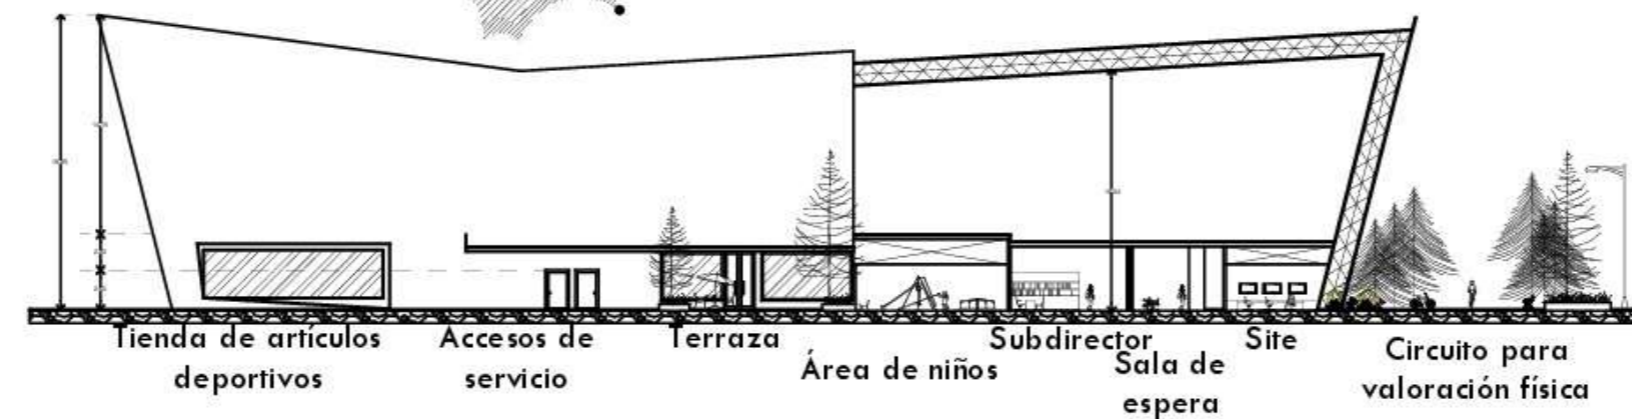 Tienda de artículos
deportivos
Accesos de
servicio
Terraza
Área de niños
Subdirector
Sala de
espera
Site
Circuito para
valoración física